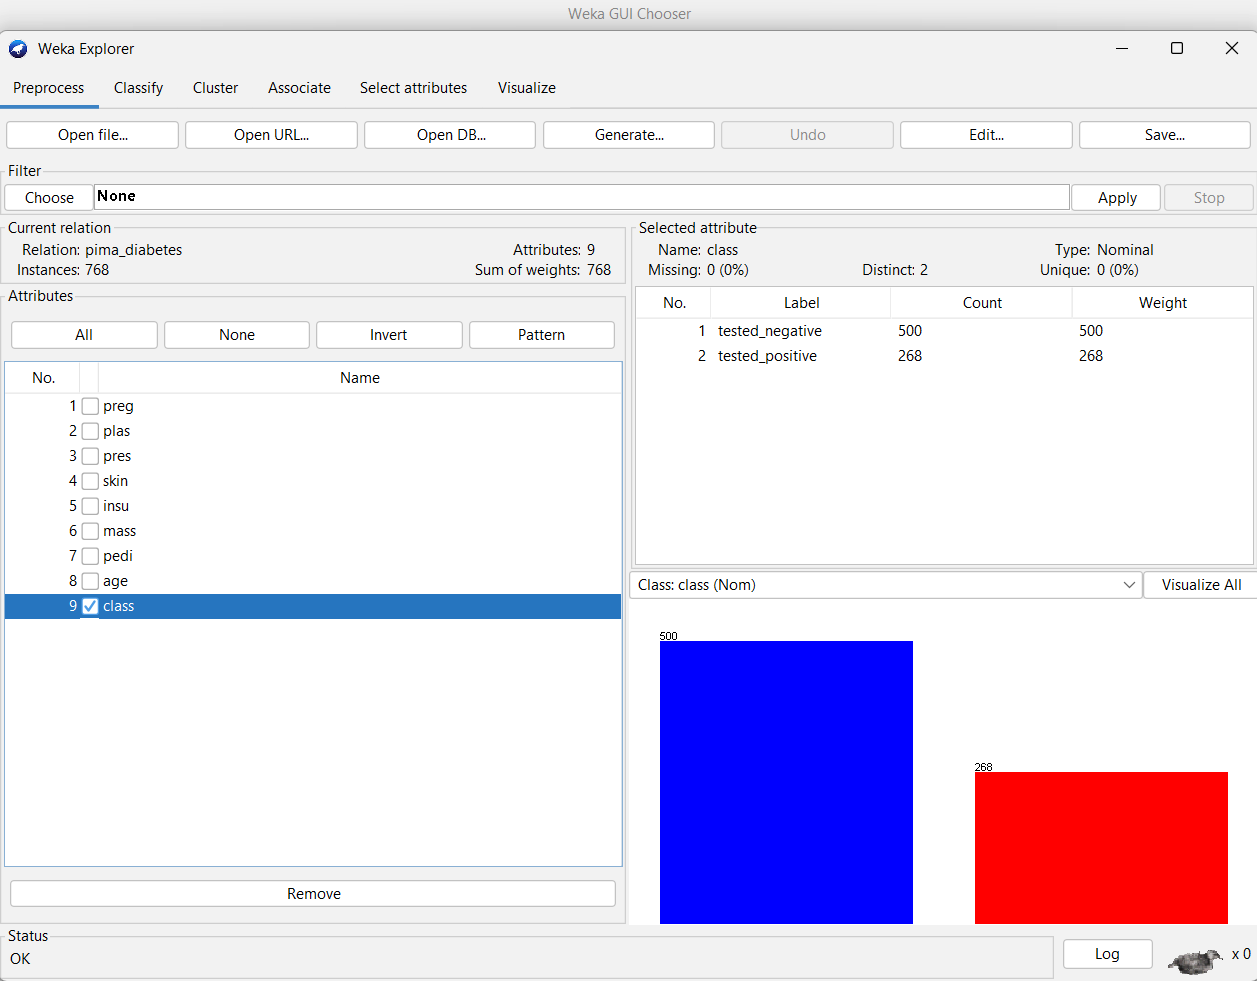 Weka GUI Chooser
Weka Explorer
Preprocess Classify Cluster Associate Select attributes Visualize
Open file... Open URL... Open DB... Generate... Undo Edit... Save...
Filter
Choose None Apply Stop
Current relation
Relation: pima_diabetes Attributes: 9
Instances: 768 Sum of weights: 768
Attributes
All None Invert Pattern
No. Name
1 preg
2 plas
3 pres
4 skin
5 insu
6 mass
7 pedi
8 age
9 class
Remove
Selected attribute
Name: class Type: Nominal
Missing: 0 (0%) Distinct: 2 Unique: 0 (0%)
No. Label Count Weight
1 tested_negative 500 500
2 tested_positive 268 268
Class: class (Nom) Visualize All
500
268
Status
OK
Log x 0